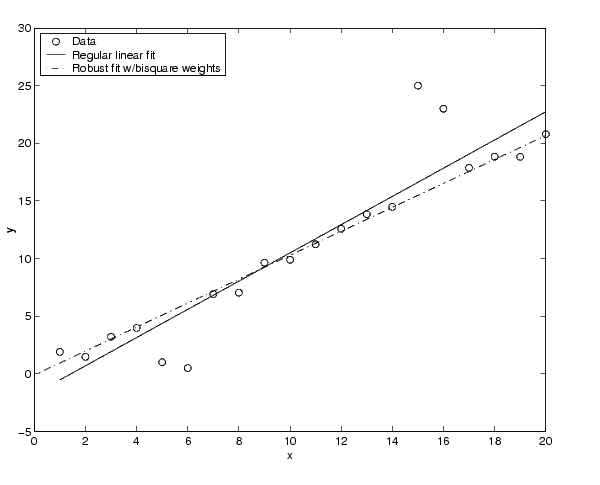 30
Data
Regular linear fit
Robust fit w/bisquare weights
25
20
15
y
10
5
0
−5
0 2 4 6 8 10 12 14 16 18 20
x